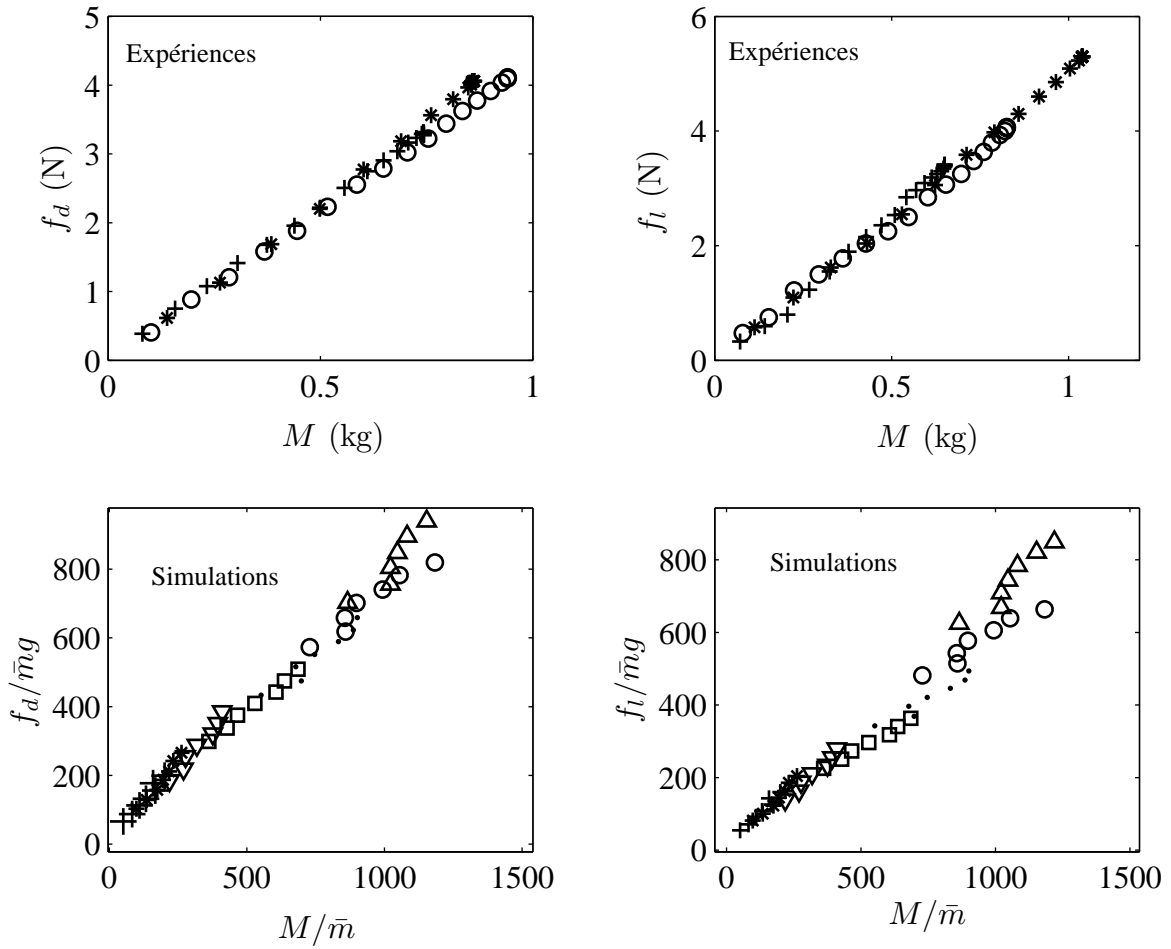 5
4
3
2
1
0
Expériences
f_d (N)
0 0.5 1
M (kg)
6
4
2
0
Expériences
f_l (N)
0 0.5 1
M (kg)
800
600
400
200
0
Simulations
f_d/m̄g
0 500 1000 1500
M/m̄
800
600
400
200
0
Simulations
f_l/m̄g
0 500 1000 1500
M/m̄